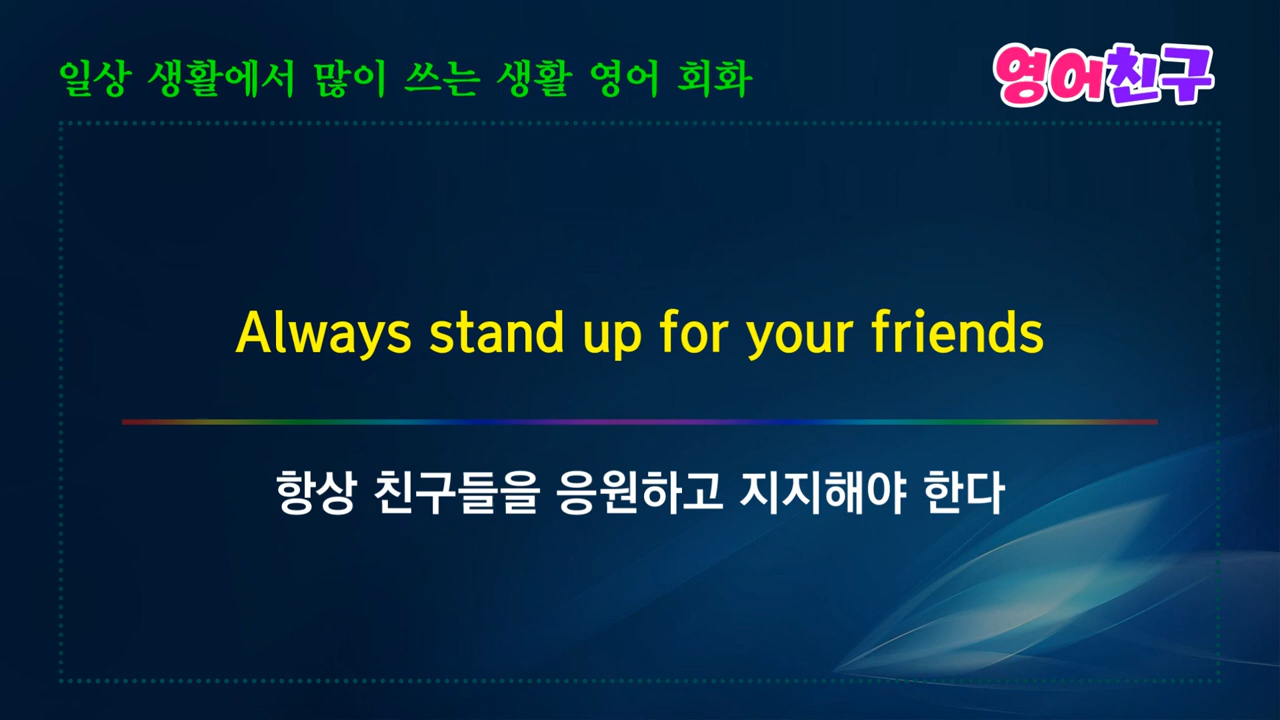 일상 생활에서 많이 쓰는 생활 영어 회화
영어친구
Always stand up for your friends
항상 친구들을 응원하고 지지해야 한다